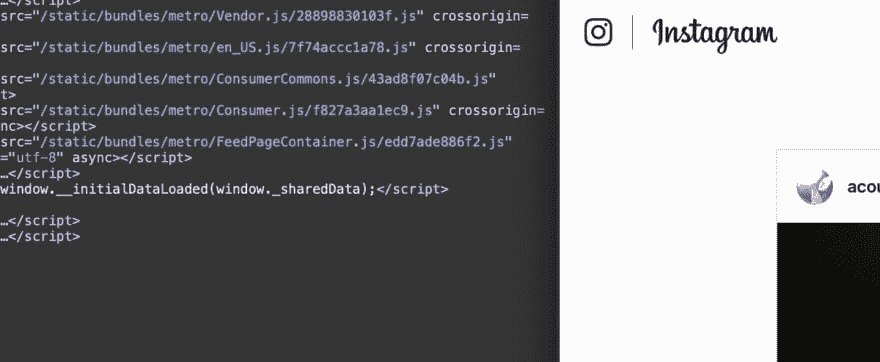 …</script>
src="/static/bundles/metro/Vendor.js/28898830103f.js" crossorigin=
src="/static/bundles/metro/en_US.js/7f74accc1a78.js" crossorigin=
src="/static/bundles/metro/ConsumerCommons.js/43ad8f07c04b.js"
t>
src="/static/bundles/metro/Consumer.js/f827a3aa1ec9.js" crossorigin=
nc></script>
src="/static/bundles/metro/FeedPageContainer.js/edd7ade886f2.js"
="utf-8" async></script>
…</script>
window.__initialDataLoaded(window._sharedData);</script>
…</script>
…</script>
Instagram
acou